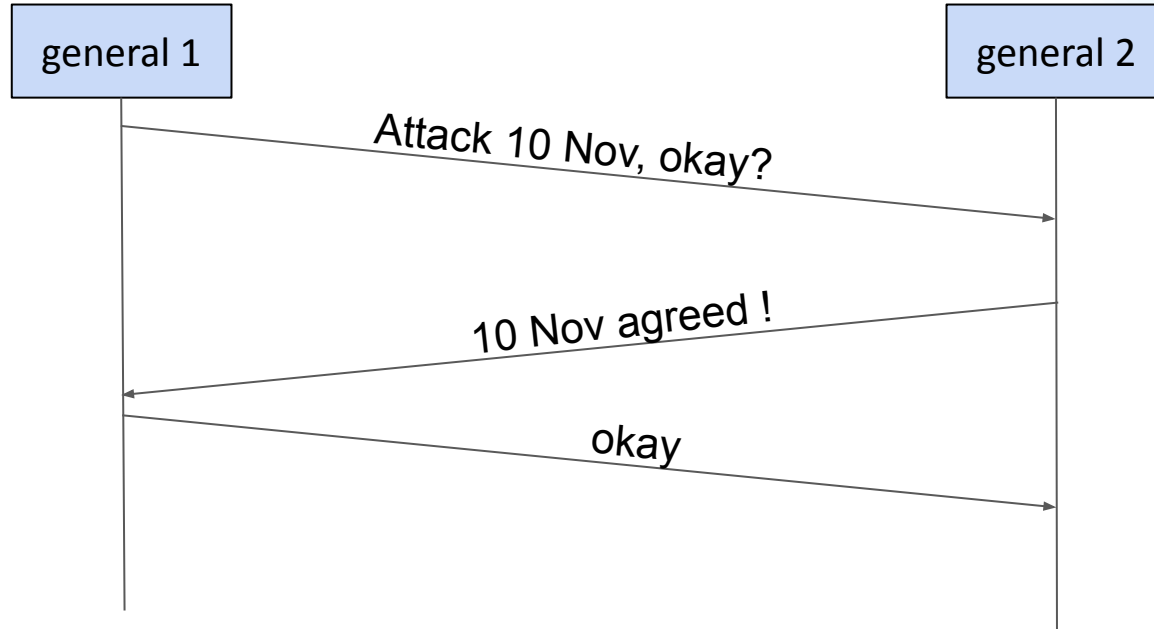 general 1
general 2
Attack 10 Nov, okay?
10 Nov agreed !
okay